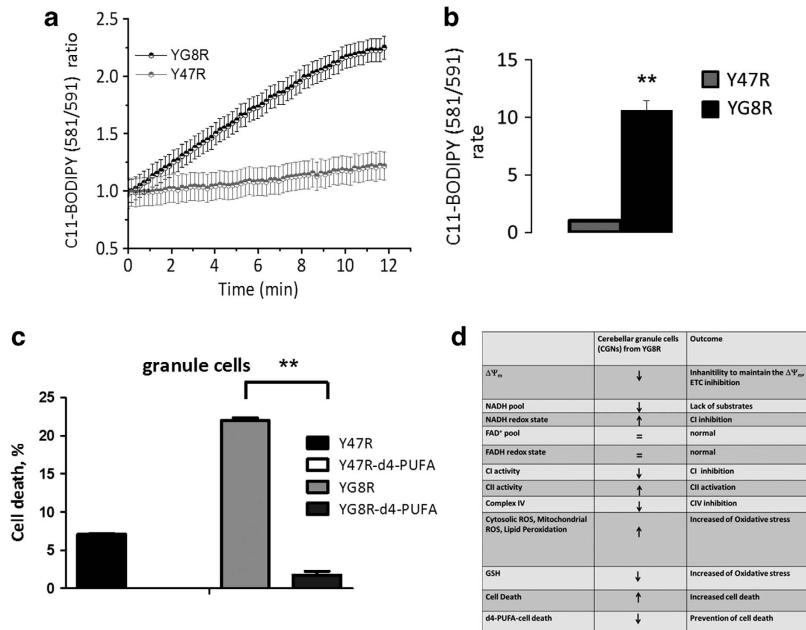 a
C11-BODIPY (581/591) ratio
2.5
2.0
1.5
1.0
0.5
YG8R
Y47R
0 2 4 6 8 10 12
Time (min)
b
C11-BODIPY (581/591)
rate
15
10
5
0
**
Y47R
YG8R
c
granule cells
**
Cell death, %
25
20
15
10
5
0
Y47R
Y47R-d4-PUFA
YG8R
YG8R-d4-PUFA
d
Cerebellar granule cells Outcome
(CGNs) from YG8R
ΔΨm ↓ Inhanitility to maintain the ΔΨm,
ETC inihibition
NADH pool ↓ Lack of substrates
NADH redox state ↑ CI inhibition
FAD+ pool = normal
FADH redox state = normal
CI activity ↓ CI inhibition
CII activity ↑ CII activation
Complex IV ↓ CIV inhibition
Cytosolic ROS, Mitochondrial Increased of Oxidative stress
ROS, Lipid Peroxidation ↑
GSH ↓ Increased of Oxidative stress
Cell Death ↑ Increased cell death
d4-PUFA-cell death ↓ Prevention of cell death